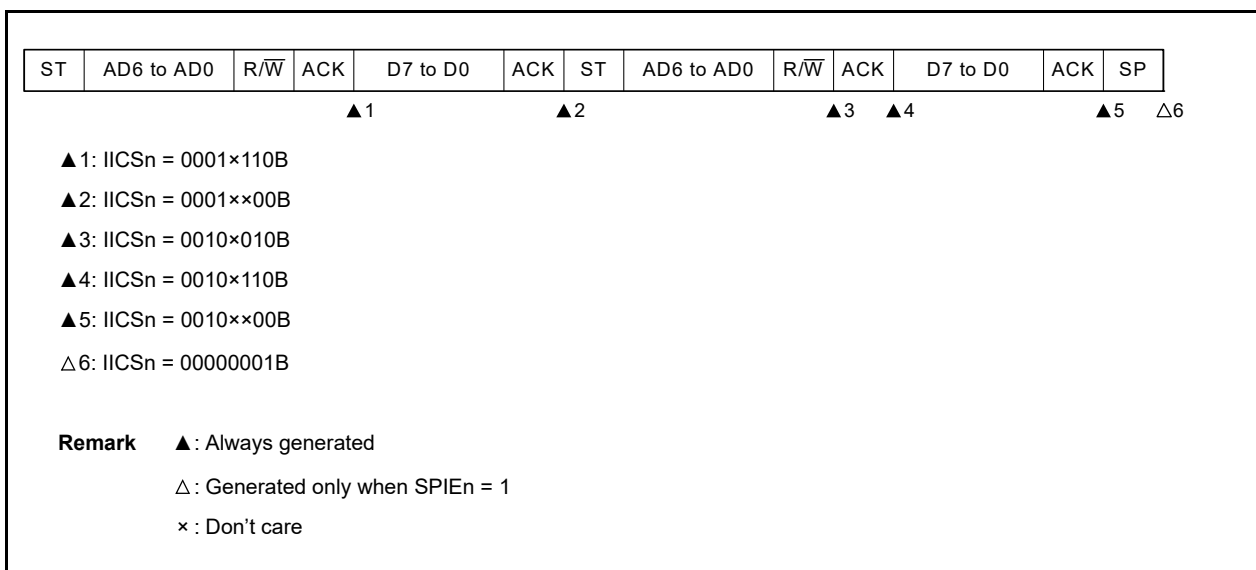 ST AD6 to AD0 R/W̅ ACK D7 to D0 ACK ST AD6 to AD0 R/W̅ ACK D7 to D0 ACK SP
▲1 ▲2 ▲3 ▲4 ▲5 △6
▲1: IICSn = 0001×110B
▲2: IICSn = 0001××00B
▲3: IICSn = 0010×010B
▲4: IICSn = 0010×110B
▲5: IICSn = 0010××00B
△6: IICSn = 00000001B
Remark ▲: Always generated
△: Generated only when SPIEn = 1
×: Don’t care